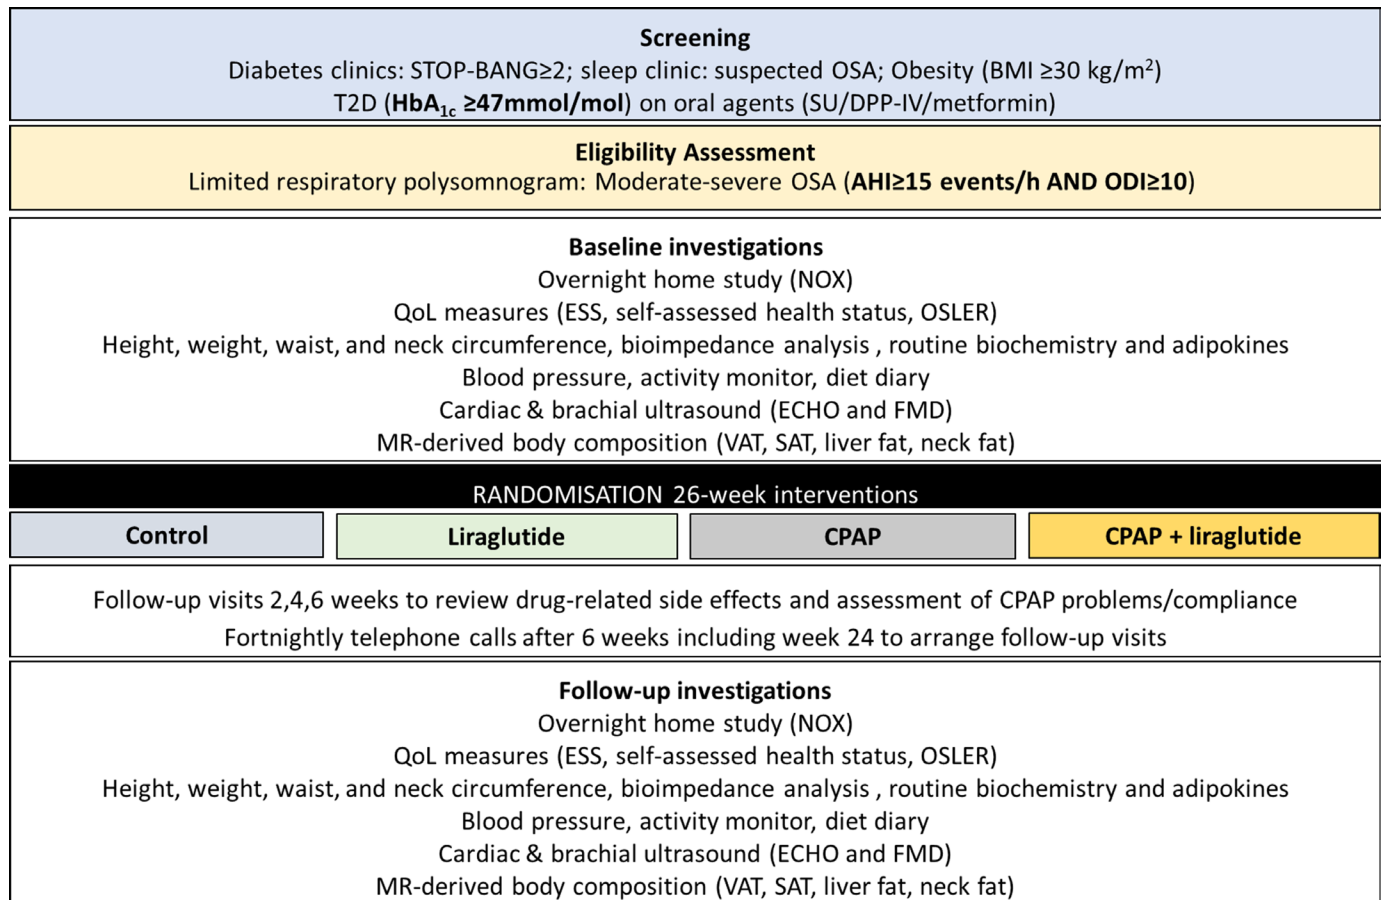 Screening
Diabetes clinics: STOP-BANG≥2; sleep clinic: suspected OSA; Obesity (BMI ≥30 kg/m²)
T2D (HbA1c ≥47mmol/mol) on oral agents (SU/DPP-IV/metformin)
Eligibility Assessment
Limited respiratory polysomnogram: Moderate-severe OSA (AHI≥15 events/h AND ODI≥10)
Baseline investigations
Overnight home study (NOX)
QoL measures (ESS, self-assessed health status, OSLER)
Height, weight, waist, and neck circumference, bioimpedance analysis , routine biochemistry and adipokines
Blood pressure, activity monitor, diet diary
Cardiac & brachial ultrasound (ECHO and FMD)
MR-derived body composition (VAT, SAT, liver fat, neck fat)
RANDOMISATION 26-week interventions
Control
Liraglutide
CPAP
CPAP + liraglutide
Follow-up visits 2,4,6 weeks to review drug-related side effects and assessment of CPAP problems/compliance
Fortnightly telephone calls after 6 weeks including week 24 to arrange follow-up visits
Follow-up investigations
Overnight home study (NOX)
QoL measures (ESS, self-assessed health status, OSLER)
Height, weight, waist, and neck circumference, bioimpedance analysis , routine biochemistry and adipokines
Blood pressure, activity monitor, diet diary
Cardiac & brachial ultrasound (ECHO and FMD)
MR-derived body composition (VAT, SAT, liver fat, neck fat)